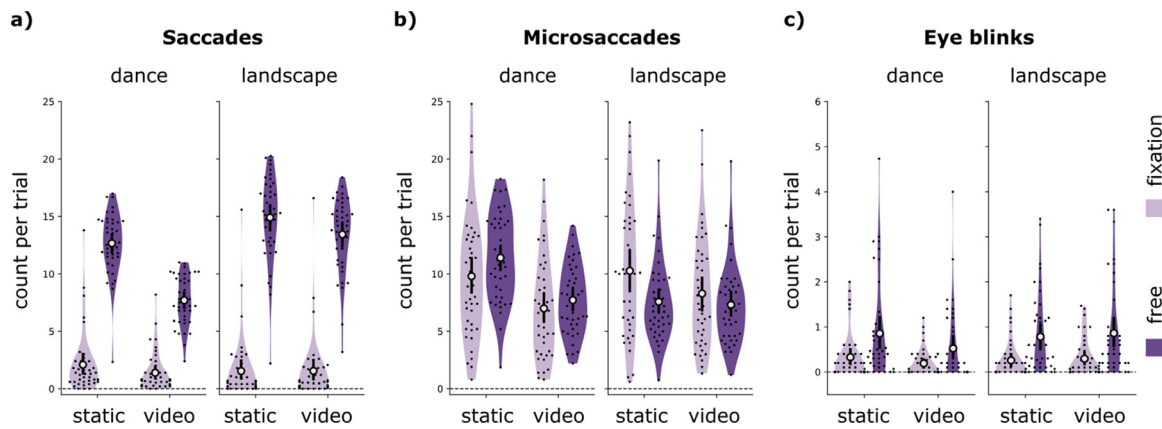 a)
Saccades
dance landscape
count per trial
25
20
15
10
5
0
static video static video
b)
Microsaccades
dance landscape
count per trial
25
20
15
10
5
0
static video static video
c)
Eye blinks
dance landscape
count per trial
6
5
4
3
2
1
0
static video static video
fixation
free